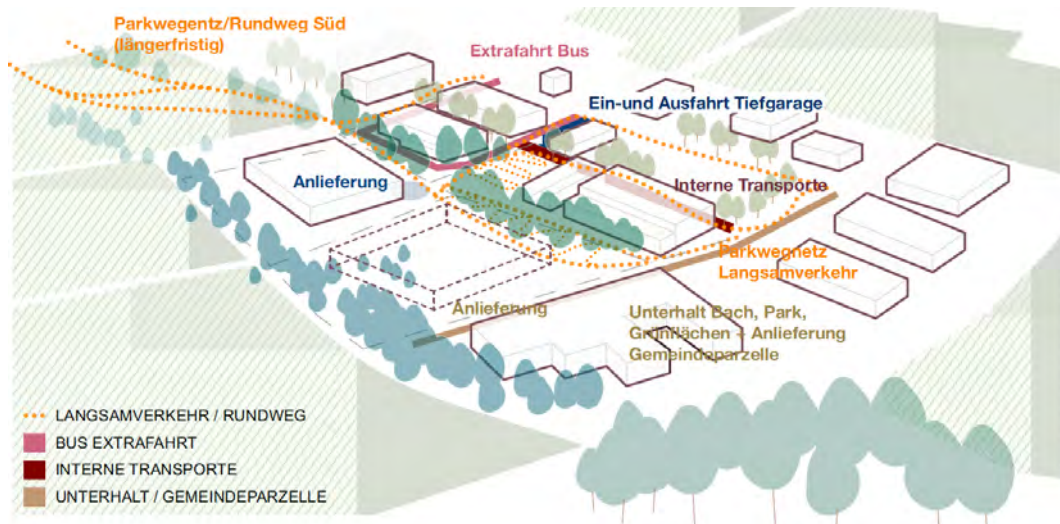 Parkwegentz/Rundweg Süd
(längerfristig)
Extrafahrt Bus
Ein-und Ausfahrt Tiefgarage
Anlieferung
Interne Transporte
Parkwegnetz
Langsamverkehr
Anlieferung
Unterhalt Bach, Park,
Grünflächen + Anlieferung
Gemeindeparzelle
LANGSAMVERKEHR / RUNDWEG
BUS EXTRAFAHRT
INTERNE TRANSPORTE
UNTERHALT / GEMEINDEPARZELLE